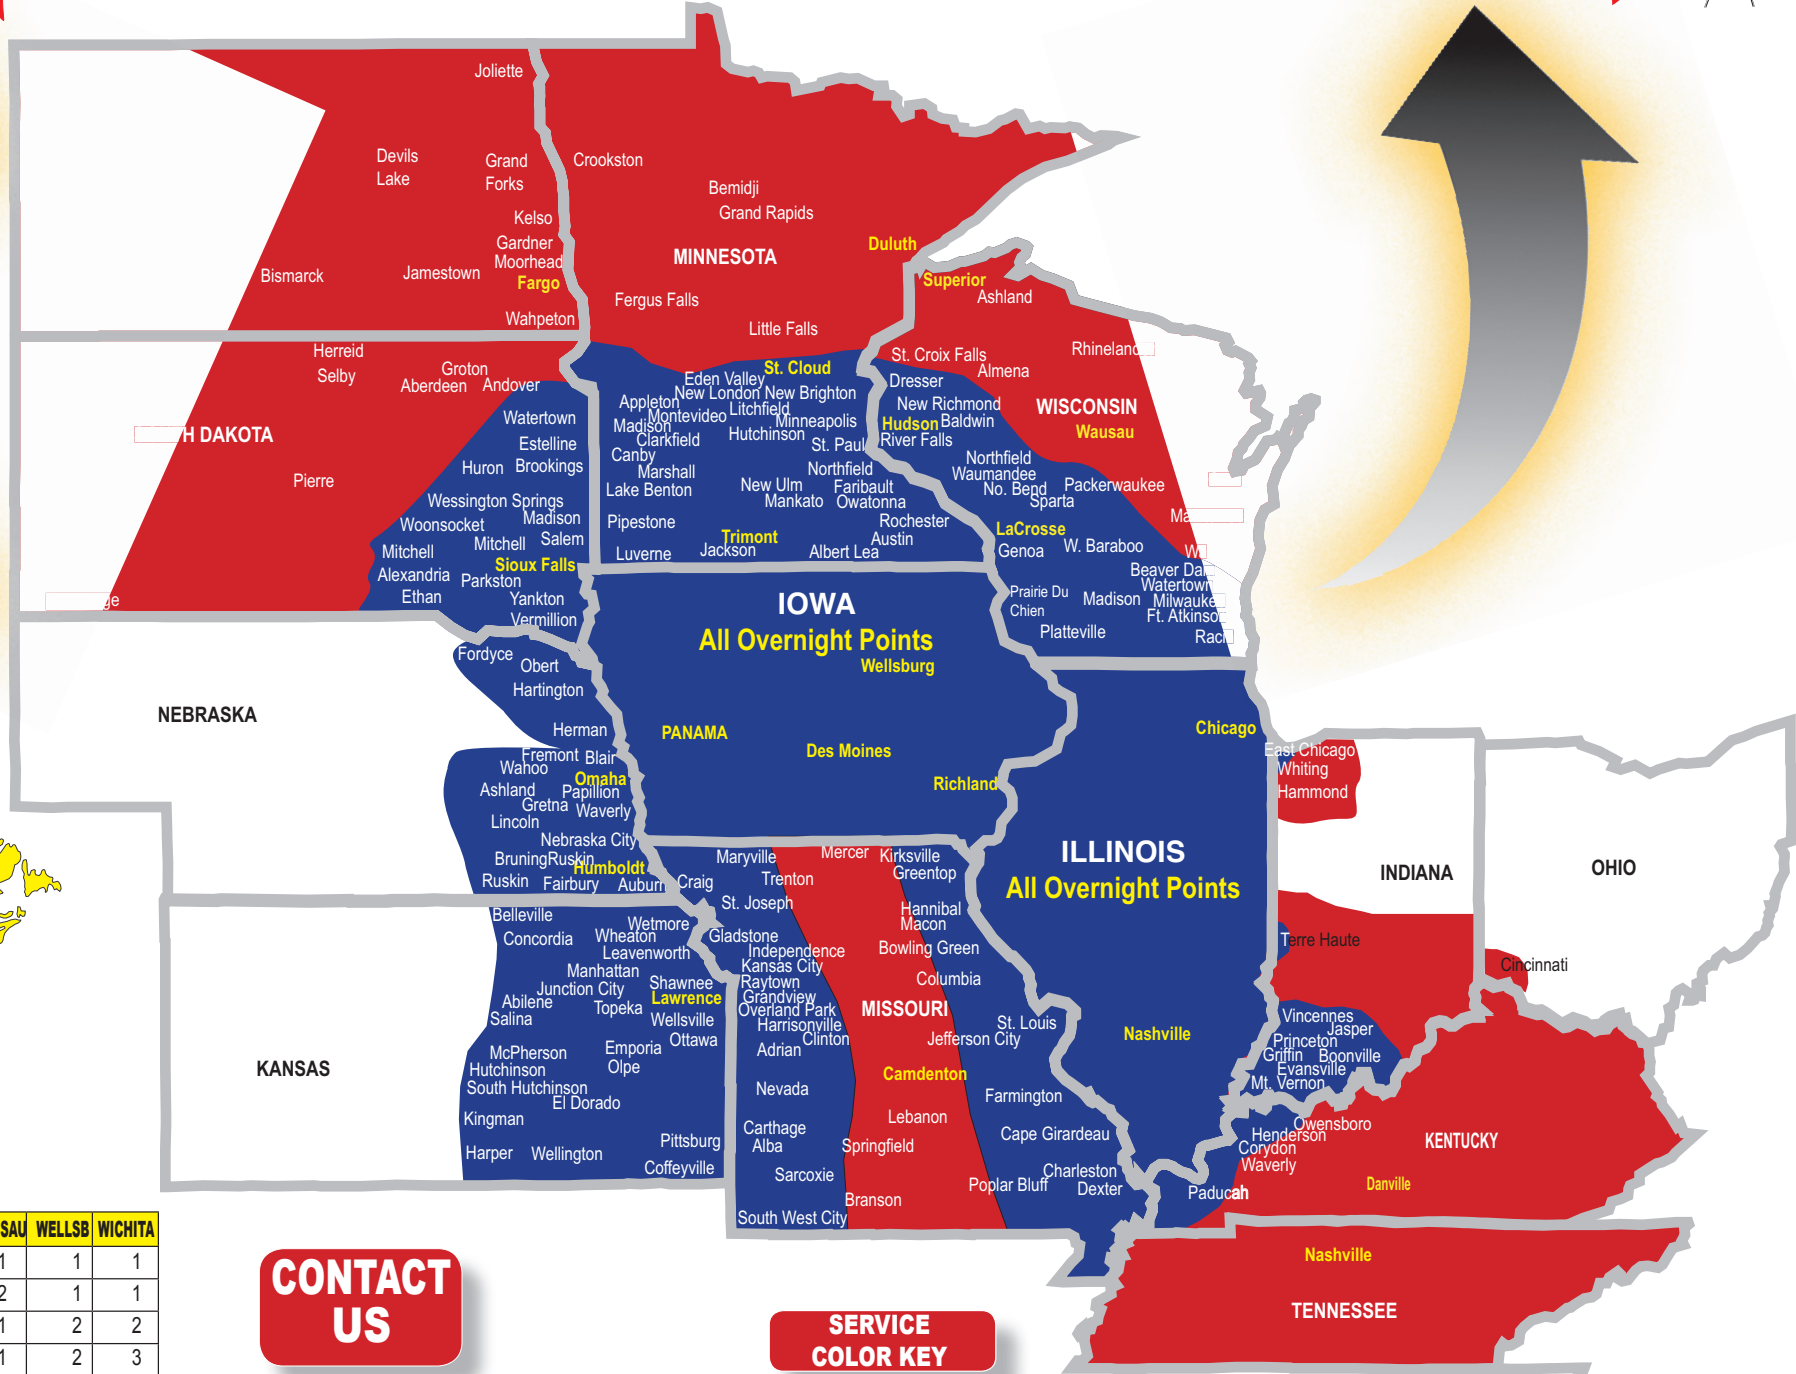 Joliette
Devils
Lake
Grand
Forks
Crookston
Bemidji
Grand Rapids
Kelso
Gardner
Moorhead
Fargo
Bismarck
Jamestown
MINNESOTA
Duluth
Superior
Ashland
Fergus Falls
Wahpeton
Little Falls
Herreid
Selby
Groton
Aberdeen
Andover
St. Croix Falls
Almena
H DAKOTA
Pierre
WISCONSIN
Wausau
Watertown
Estelline
Huron
Brookings
Wessington Springs
Woonsocket
Madison
Mitchell
Mitchell
Salem
Sioux Falls
Alexandria
Parkston
Ethan
Yankton
Vermillion
St. Cloud
Eden Valley
New London
New Brighton
Appleton
Litchfield
Montevideo
Minneapolis
Madison
Clarkfield
Hutchinson
St. Paul
Canby
Marshall
Northfield
Lake Benton
New Ulm
Faribault
Mankato
Owatonna
Pipestone
Rochester
Trimont
Austin
Luverne
Jackson
Albert Lea
Dresser
New Richmond
Hudson
Baldwin
River Falls
Northfield
Waumandee
No. Bend
Packerwaukee
Sparta
LaCrosse
Genoa
W. Baraboo
Watertown
Prairie Du
Chien
Madison
Platteville
IOWA
All Overnight Points
Wellsburg
PANAMA
Des Moines
Richland
NEBRASKA
Fordyce
Obert
Hartington
Herman
Fremont
Blair
Wahoo
Omaha
Ashland
Papillion
Gretna
Waverly
Lincoln
Nebraska City
Bruning
Ruskin
Humboldt
Ruskin
Fairbury
Auburn
Chicago
East Chicago
Whiting
Hammond
ILLINOIS
All Overnight Points
Nashville
INDIANA
OHIO
Terre Haute
Cincinnati
Vincennes
Jasper
Princeton
Griffin
Boonville
Evansville
Mt. Vernon
Maryville
Mercer
Kirksville
Greentop
Craig
Trenton
St. Joseph
Hannibal
Macon
Gladstone
Independence
Bowling Green
Kansas City
Raytown
Columbia
Grandview
Overland Park
MISSOURI
Harrisonville
St. Louis
Clinton
Jefferson City
Adrian
Camdenton
Nevada
Farmington
Lebanon
Carthage
Alba
Springfield
Cape Girardeau
Sarcoxie
Charleston
Poplar Bluff
Dexter
Branson
South West City
Belleville
Wetmore
Concordia
Wheaton
Leavenworth
Manhattan
Junction City
Shawnee
Abilene
Topeka
Lawrence
Salina
Wellsville
Ottawa
McPherson
Emporia
Hutchinson
Olpe
KANSAS
South Hutchinson
El Dorado
Kingman
Pittsburg
Harper
Wellington
Coffeyville
Owensboro
Henderson
Corydon
Waverly
KENTUCKY
Paducah
Danville
Nashville
TENNESSEE
SAU WELLSB WICHITA
1 1 1
2 1 1
1 2 2
1 2 3
CONTACT
US
SERVICE
COLOR KEY